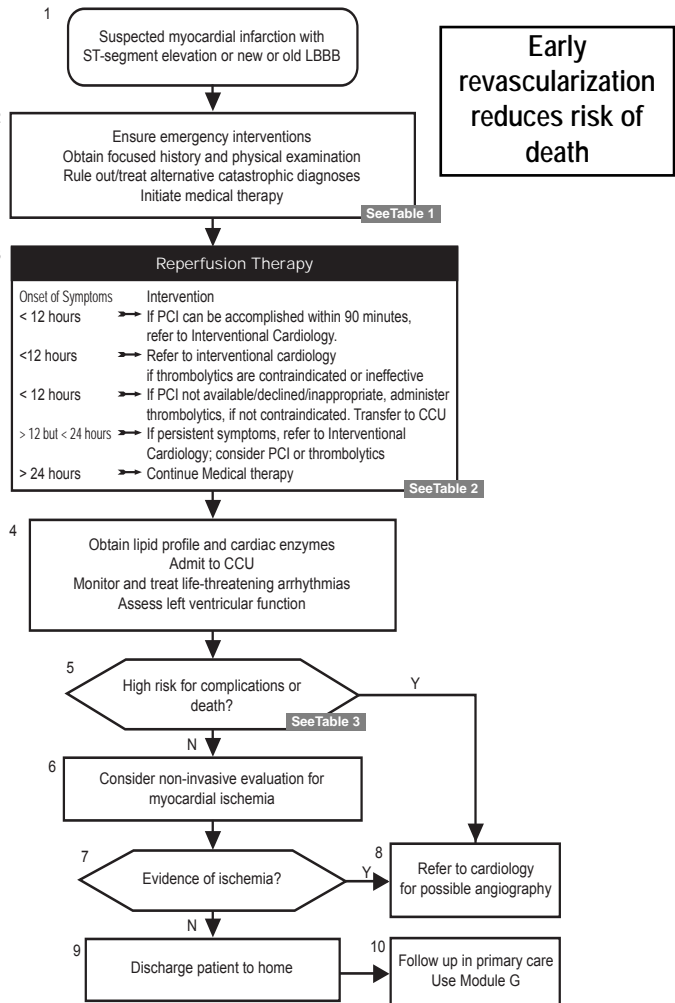 1
Suspected myocardial infarction with
ST-segment elevation or new or old LBBB
Early
revascularization
reduces risk of
death
Ensure emergency interventions
Obtain focused history and physical examination
Rule out/treat alternative catastrophic diagnoses
Initiate medical therapy
SeeTable 1
Reperfusion Therapy
Onset of Symptoms Intervention
< 12 hours If PCI can be accomplished within 90 minutes,
refer to Interventional Cardiology.
<12 hours Refer to interventional cardiology
if thrombolytics are contraindicated or ineffective
< 12 hours If PCI not available/declined/inappropriate, administer
thrombolytics, if not contraindicated. Transfer to CCU
> 12 but < 24 hours If persistent symptoms, refer to Interventional
Cardiology; consider PCI or thrombolytics
> 24 hours Continue Medical therapy
SeeTable 2
4
Obtain lipid profile and cardiac enzymes
Admit to CCU
Monitor and treat life-threatening arrhythmias
Assess left ventricular function
5
High risk for complications or
death?
Y
SeeTable 3
N
6
Consider non-invasive evaluation for
myocardial ischemia
7
Evidence of ischemia?
Y
8
Refer to cardiology
for possible angiography
N
9
Discharge patient to home
10
Follow up in primary care
Use Module G